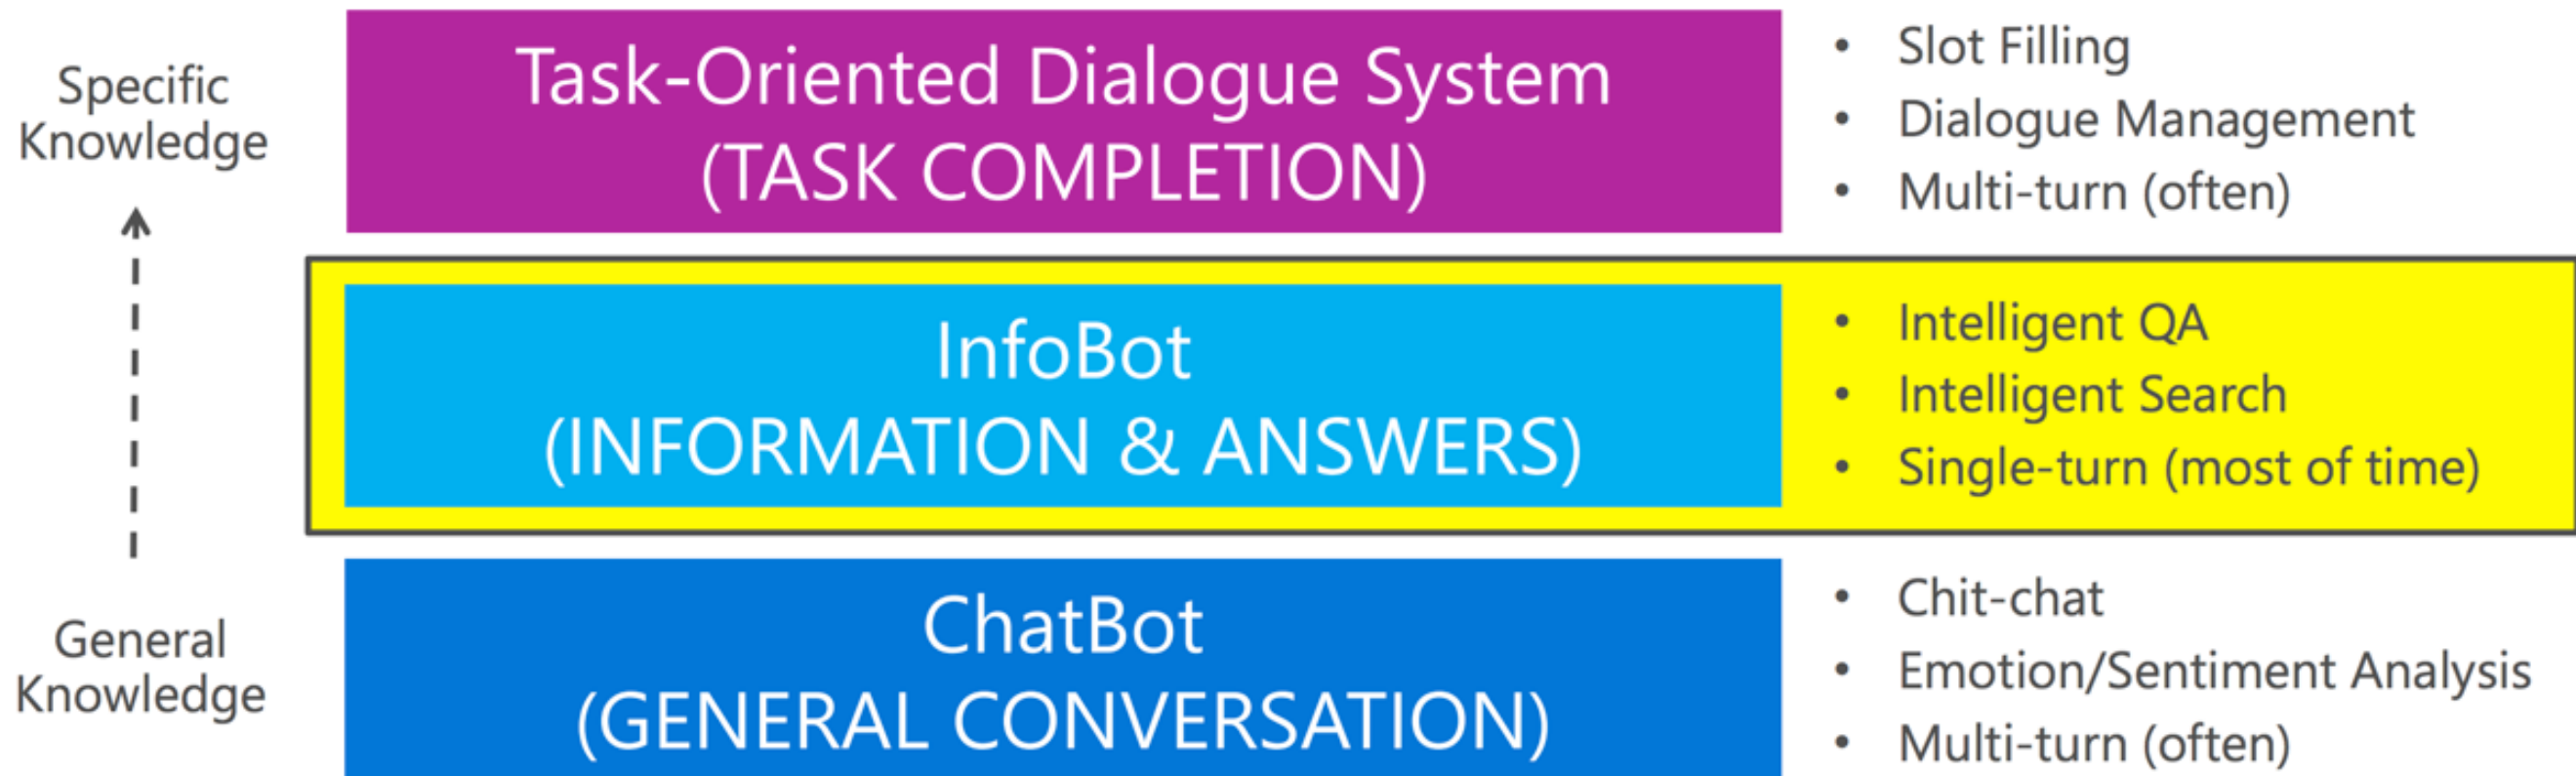 Specific
Knowledge
Task-Oriented Dialogue System
(TASK COMPLETION)
• Slot Filling
• Dialogue Management
• Multi-turn (often)
InfoBot
(INFORMATION & ANSWERS)
• Intelligent QA
• Intelligent Search
• Single-turn (most of time)
General
Knowledge
ChatBot
(GENERAL CONVERSATION)
• Chit-chat
• Emotion/Sentiment Analysis
• Multi-turn (often)